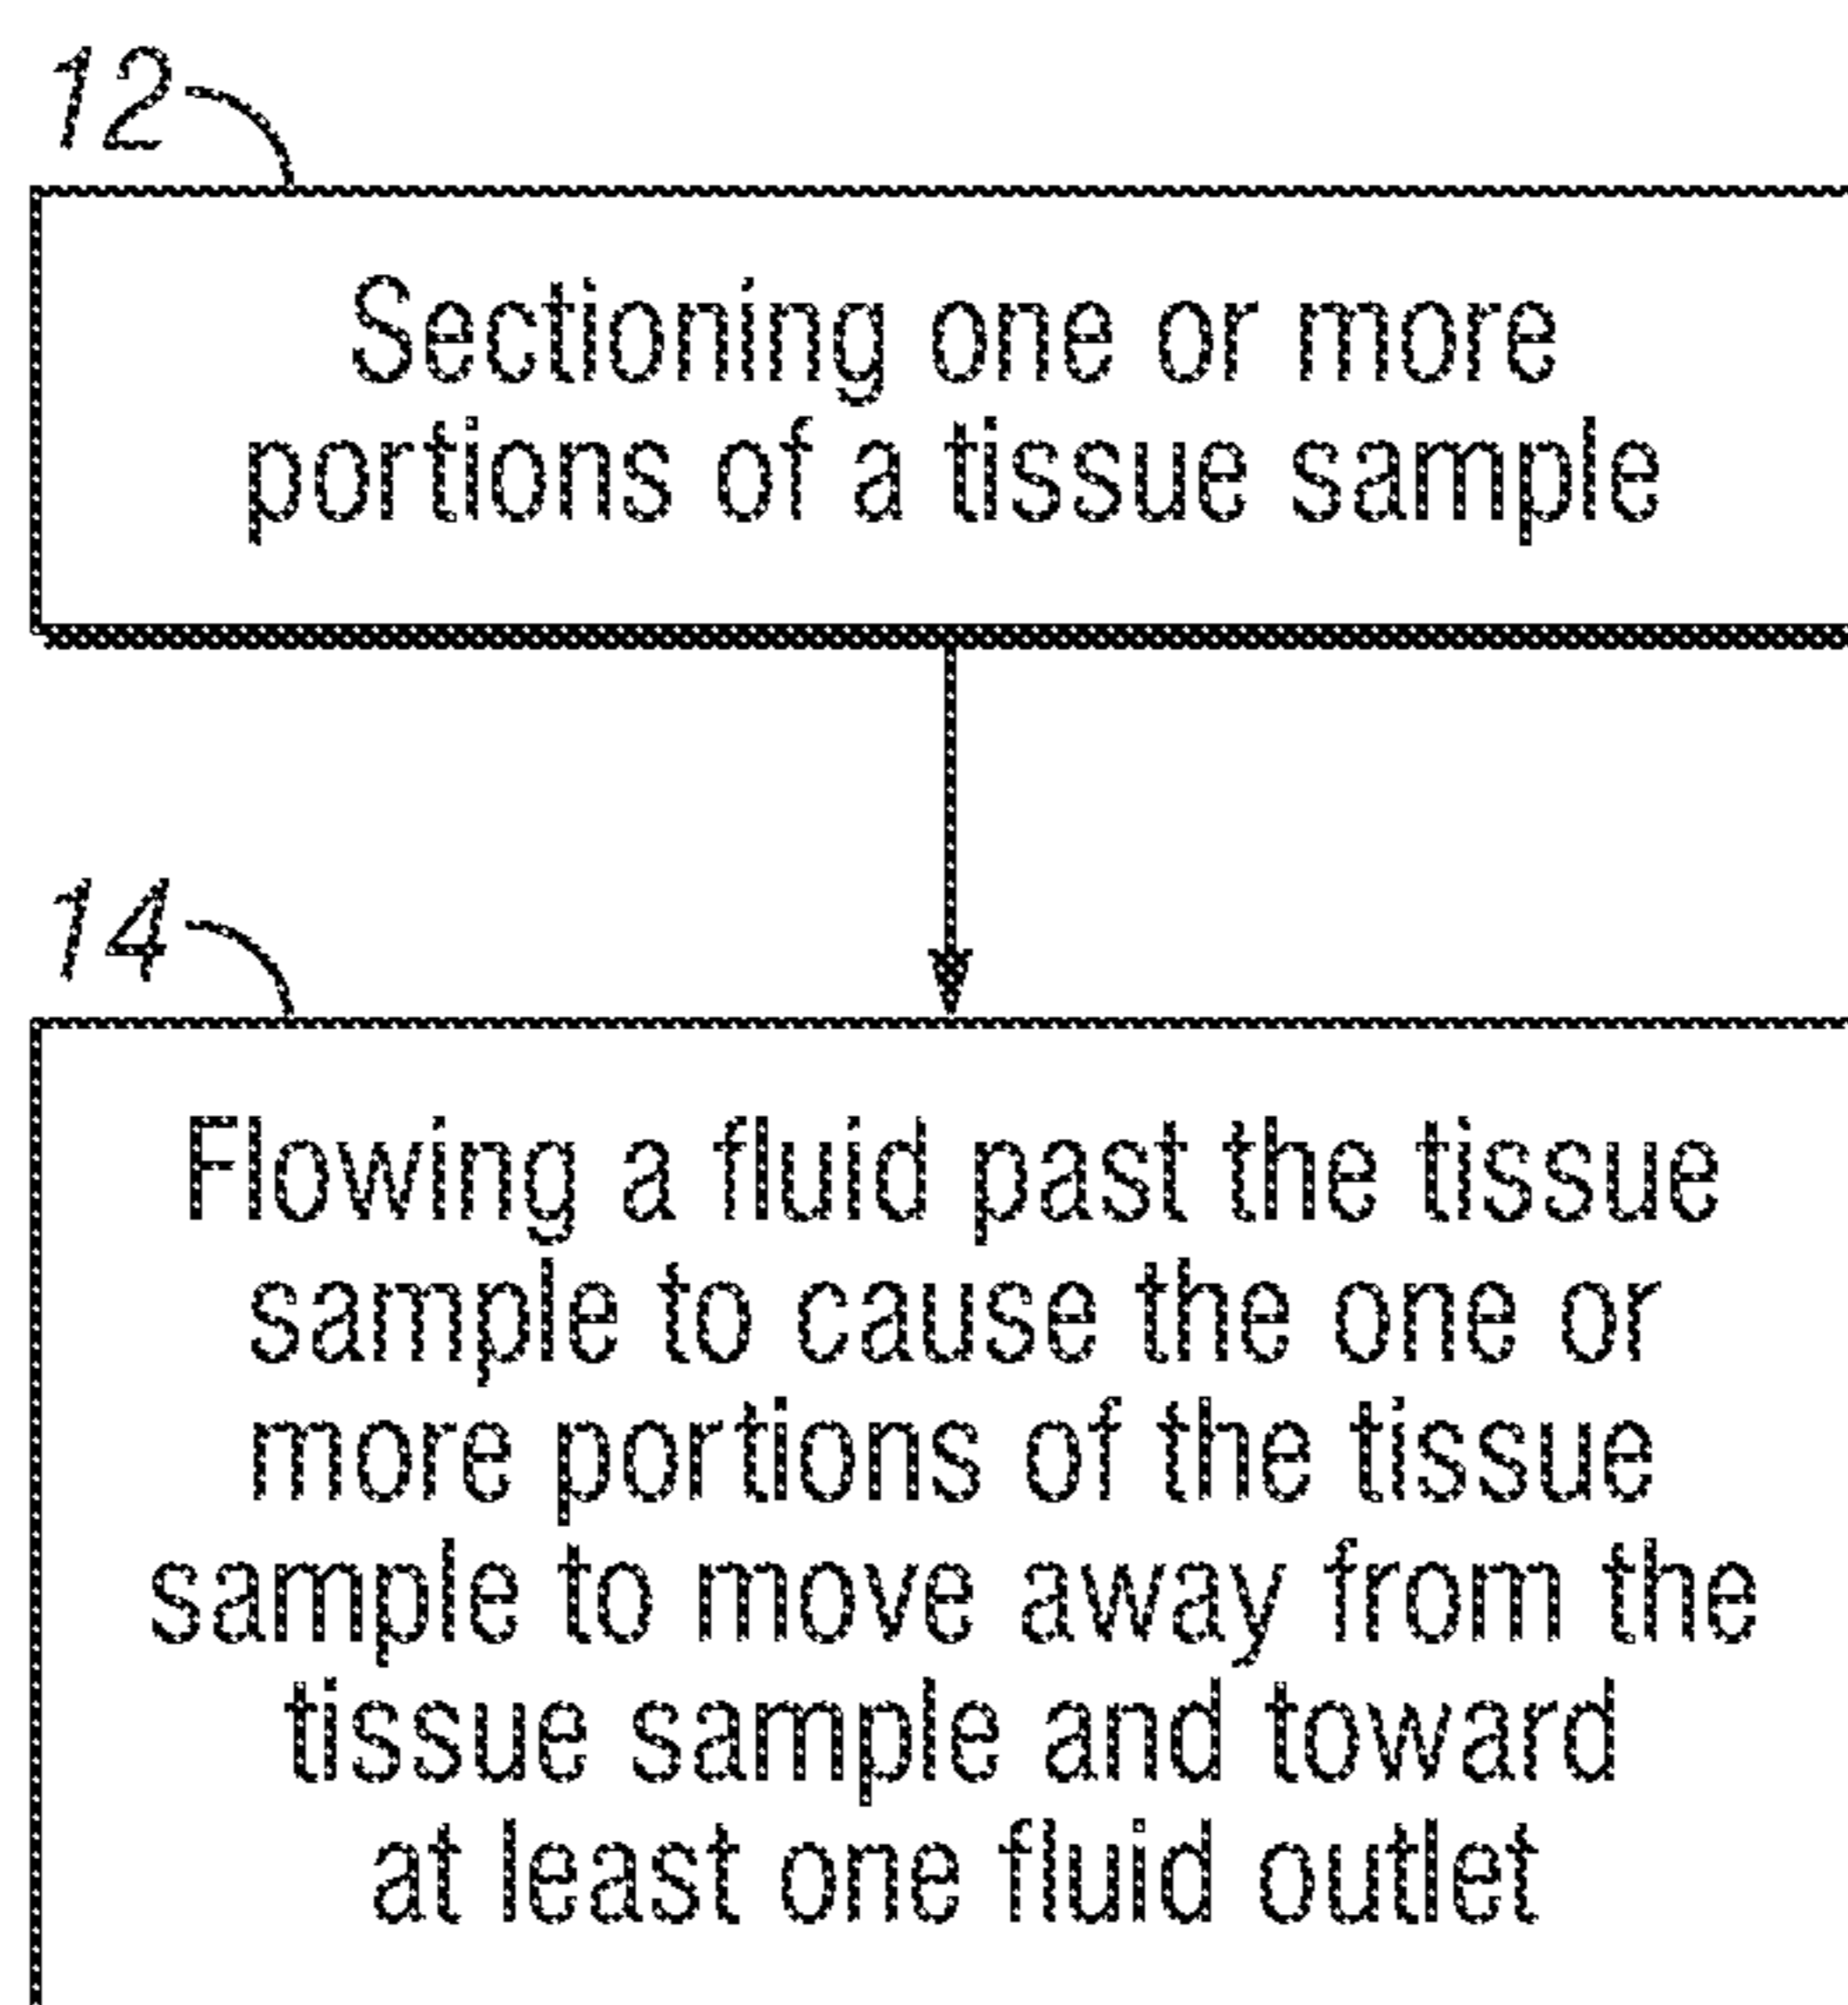 12
Sectioning one or more
portions of a tissue sample
14
Flowing a fluid past the tissue
sample to cause the one or
more portions of the tissue
sample to move away from the
tissue sample and toward
at least one fluid outlet